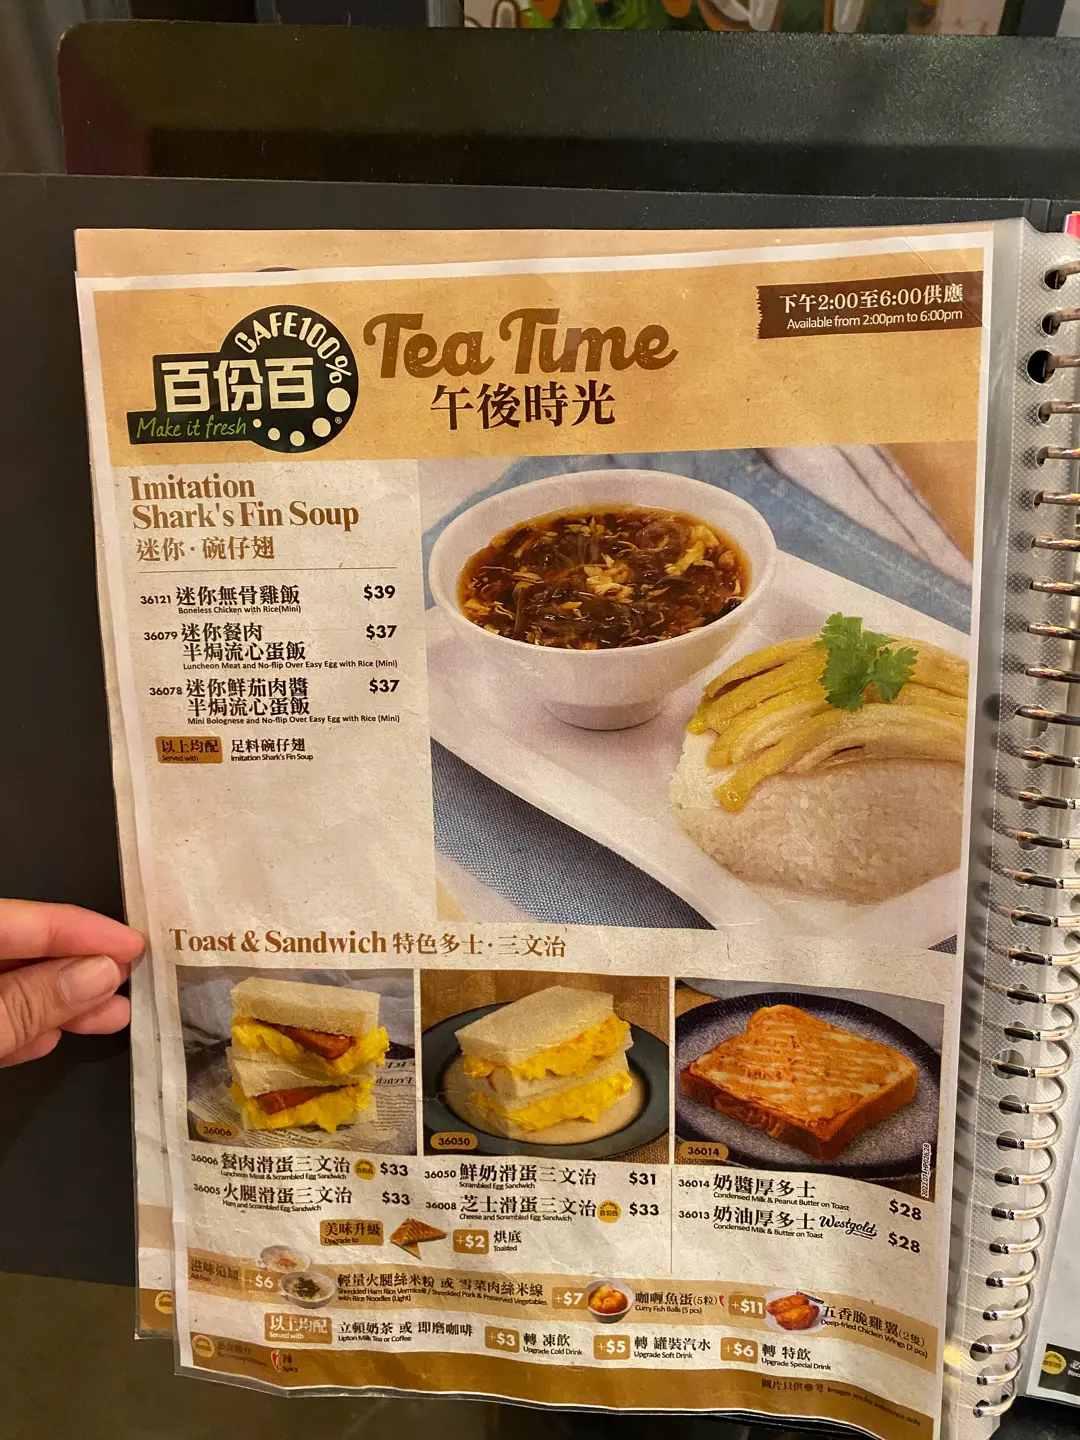 CAFE100%
百份百
Make it fresh
Tea Time
午後時光
下午2:00至6:00供應
Available from 2:00pm to 6:00pm
Imitation
Shark's Fin Soup
迷你·碗仔翅
36121 迷你無骨雞飯 $39
Boneless Chicken with Rice(Mini)
36079 迷你餐肉 $37
半焗流心蛋飯
Luncheon Meat and No-flip Over Easy Egg with Rice (Mini)
36078 迷你鮮茄肉醬 $37
半焗流心蛋飯
Mini Bolognese and No-flip Over Easy Egg with Rice (Mini)
以上均配 足料碗仔翅
Served with Imitation Shark's Fin Soup
Toast & Sandwich 特色多士·三文治
36006
36050
36014
36006 餐肉滑蛋三文治 $33
Luncheon Meat & Scrambled Egg Sandwich
36005 火腿滑蛋三文治 $33
Ham and Scrambled Egg Sandwich
36050 鮮奶滑蛋三文治 $31
Scrambled Egg Sandwich
36008 芝士滑蛋三文治 $33
Cheese and Scrambled Egg Sandwich
36014 奶醬厚多士 $28
Condensed Milk & Peanut Butter on Toast
36013 奶油厚多士 Westgold $28
Condensed Milk & Butter on Toast
美味升級 +$2 烘底
Upgrade to Toasted
滋味追加 +$6 輕量火腿絲米粉 或 雪菜肉絲米線
Add on Shredded Ham Rice Vermicelli / Shredded Pork & Preserved Vegetables
with Rice Noodles (Light)
+$7 咖喱魚蛋(5粒)
Curry Fish Balls (5 pcs)
+$11 五香脆雞翼(2隻)
Deep-fried Chicken Wings (2 pcs)
以上均配 立頓奶茶 或 即磨咖啡
Served with Lipton Milk Tea or Coffee
+$3 轉 凍飲
Upgrade Cold Drink
+$5 轉 罐裝汽水
Upgrade Soft Drink
+$6 轉 特飲
Upgrade Special Drink
辣
Spicy
圖片只供參考 Images are for reference only